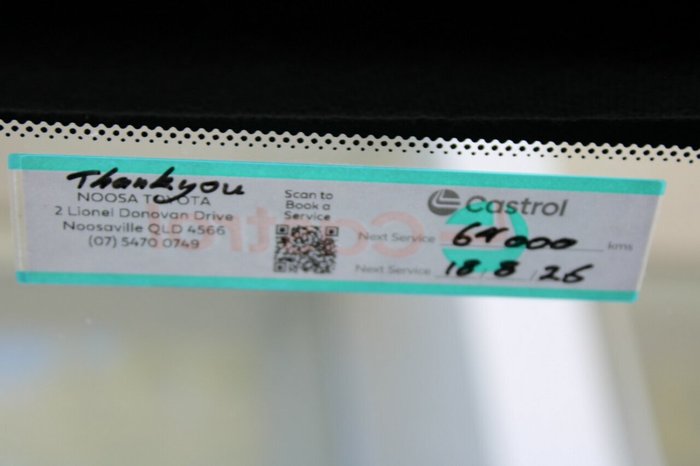 Thankyou
NOOSA TOYOTA
2 Lionel Donovan Drive
Noosaville QLD 4566
(07) 5470 0749
Scan to
Book a
Service
Castrol
Next Service 64000 kms
Next Service 18 / 8 / 26
Castrol